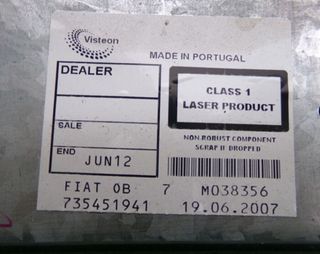 Visteon
MADE IN PORTUGAL
DEALER
CLASS 1
LASER PRODUCT
SALE
NON ROBUST COMPONENT
SCRAP IF DROPPED
END
JUN12
FIAT OB 7 M038356
735451941 19.06.2007